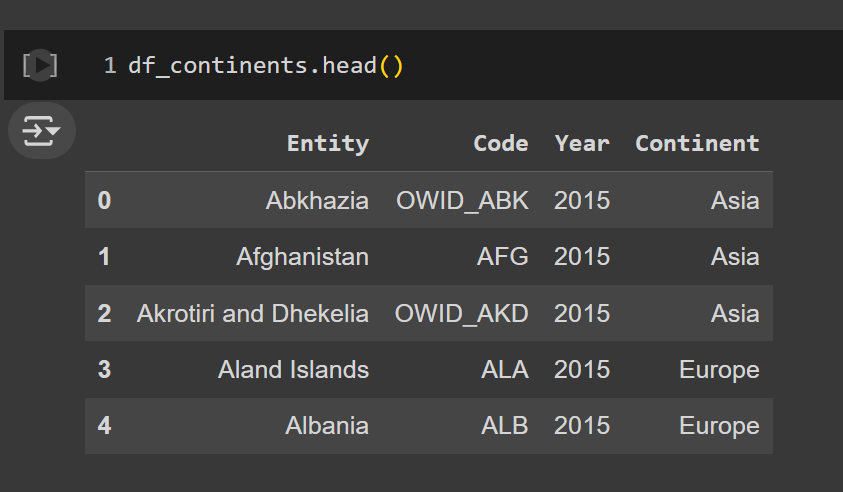 1 df_continents.head()
Entity Code Year Continent
0 Abkhazia OWID_ABK 2015 Asia
1 Afghanistan AFG 2015 Asia
2 Akrotiri and Dhekelia OWID_AKD 2015 Asia
3 Aland Islands ALA 2015 Europe
4 Albania ALB 2015 Europe